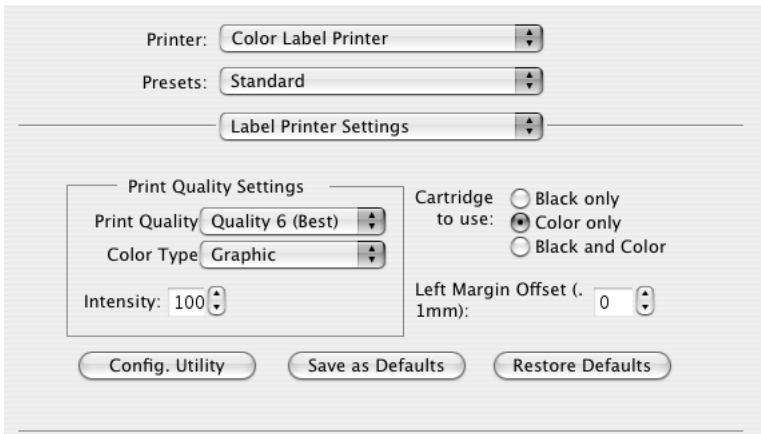 Printer: Color Label Printer
Presets: Standard
Label Printer Settings
Print Quality Settings
Print Quality Quality 6 (Best)
Color Type Graphic
Intensity: 100
Cartridge to use:
Black only
Color only
Black and Color
Left Margin Offset (.
1mm): 0
Config. Utility Save as Defaults Restore Defaults